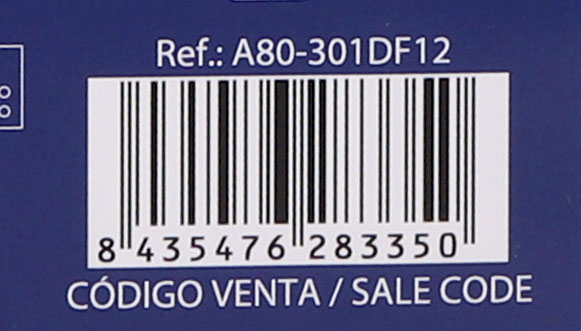 Ref.: A80-301DF12
8 435476 283350
CÓDIGO VENTA / SALE CODE